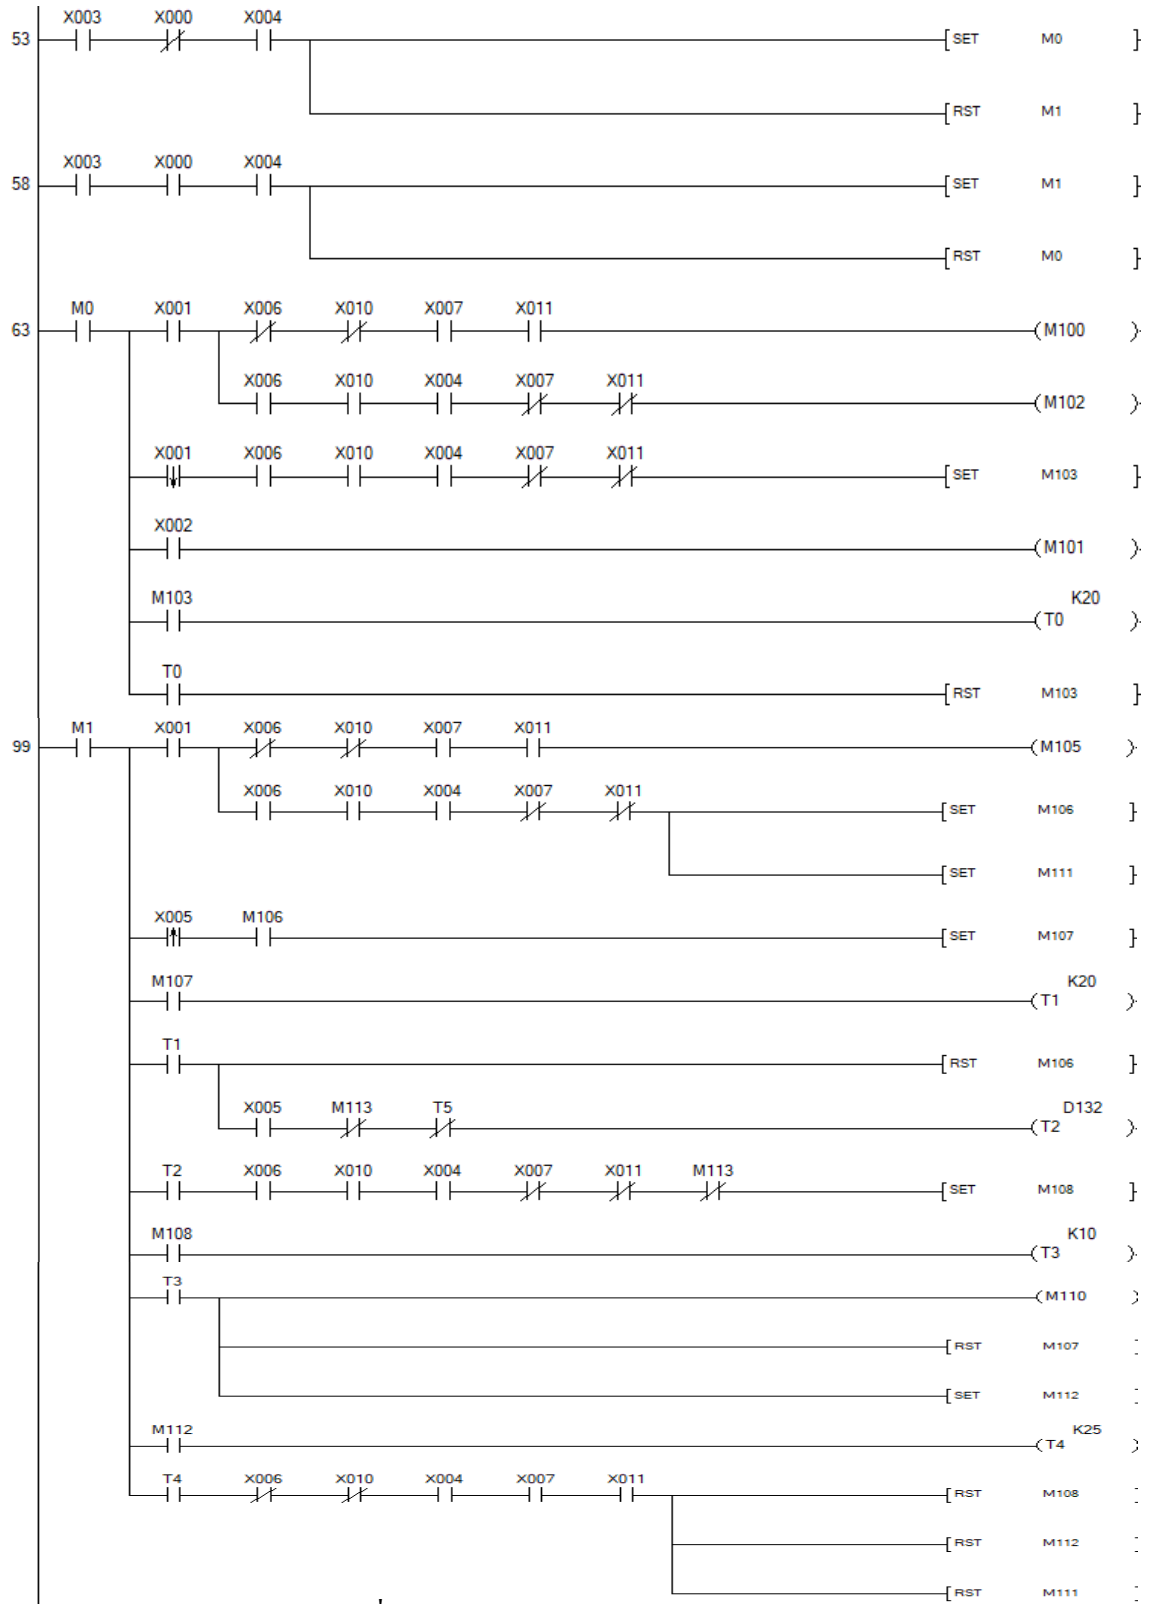 X003 X000 X004
53 SET M0
RST M1
X003 X000 X004
58 SET M1
RST M0
M0 X001 X006 X010 X007 X011
63 M100
X006 X010 X004 X007 X011
M102
X001 X006 X010 X004 X007 X011
SET M103
X002
M101
M103 K20
T0
T0
RST M103
M1 X001 X006 X010 X007 X011
99 M105
X006 X010 X004 X007 X011
SET M106
SET M111
X005 M106
SET M107
M107 K20
T1
T1
RST M106
X005 M113 T5 D132
T2
T2 X006 X010 X004 X007 X011 M113
SET M108
M108 K10
T3
T3
M110
RST M107
SET M112
M112 K25
T4
T4 X006 X010 X004 X007 X011
RST M108
RST M112
RST M111